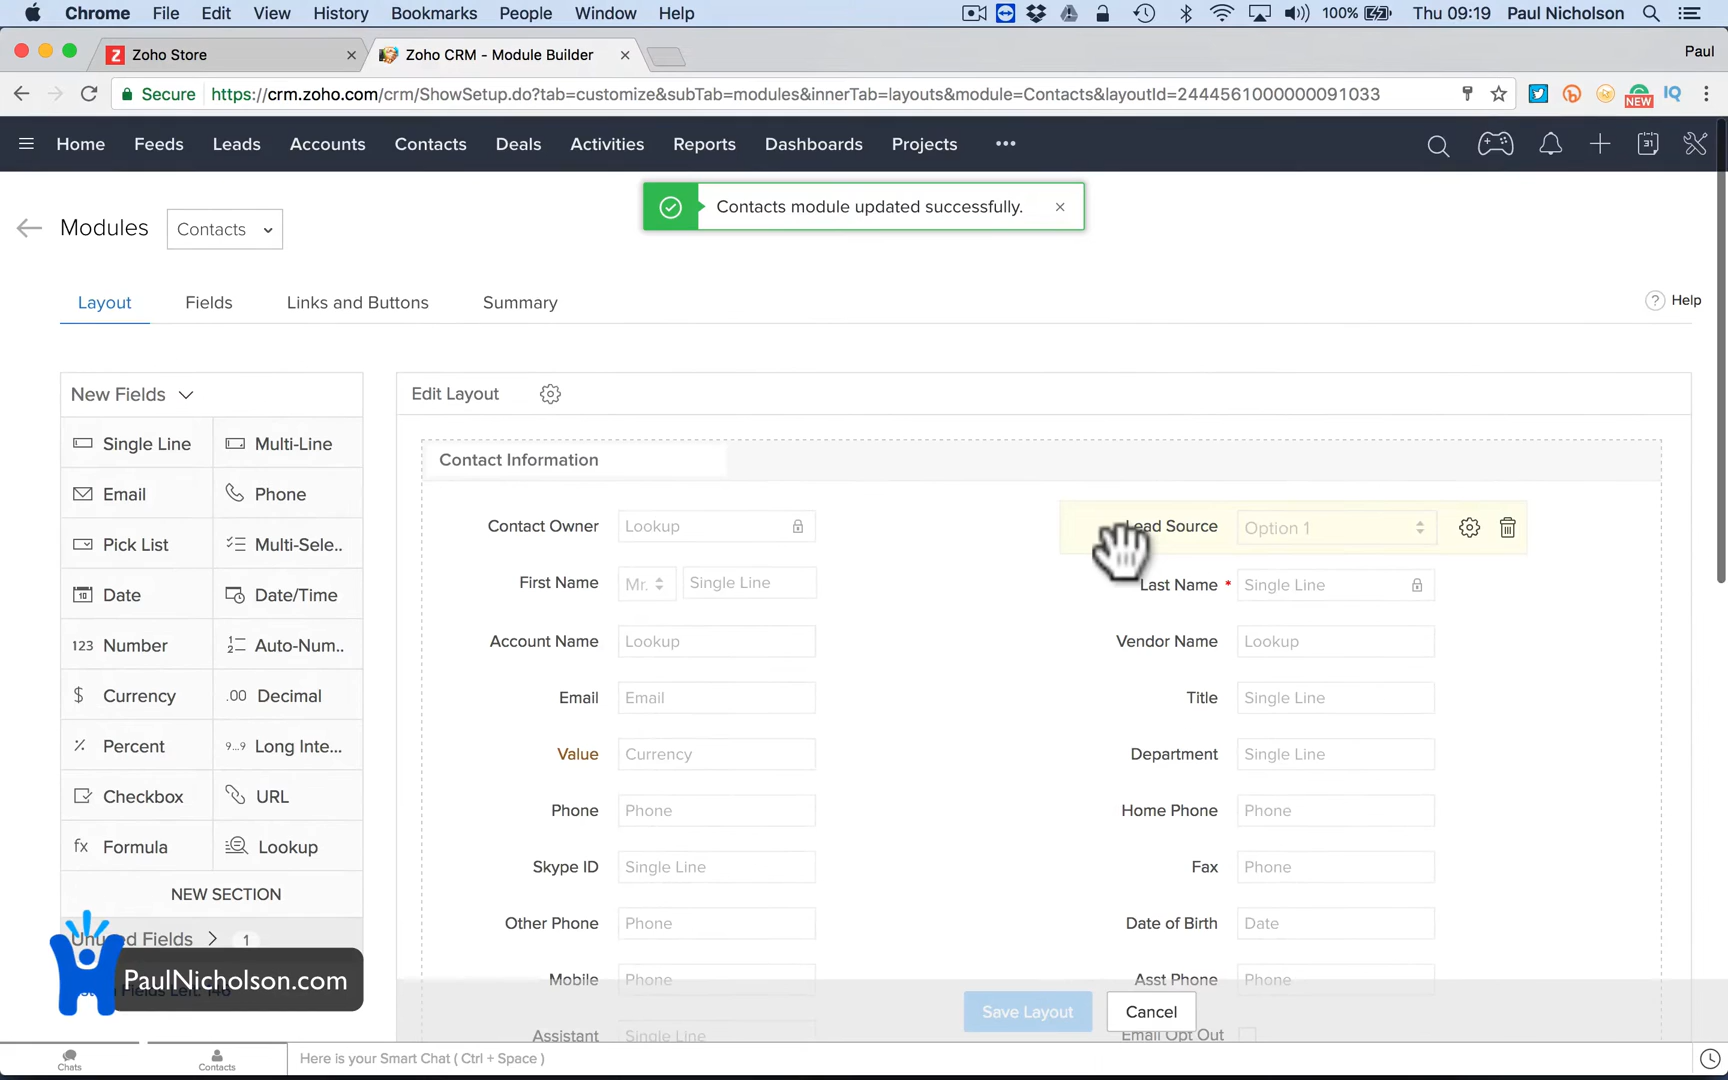 Chrome File Edit View History Bookmarks People Window Help 100% Thu 09:19 Paul Nicholson
Zoho Store Zoho CRM - Module Builder Paul
Secure https://crm.zoho.com/crm/ShowSetup.do?tab=customize&subTab=modules&innerTab=layouts&module=Contacts&layoutId=2444561000000091033 NEW IQ
Home Feeds Leads Accounts Contacts Deals Activities Reports Dashboards Projects ••• 31
Contacts module updated successfully.
Modules Contacts
Layout Fields Links and Buttons Summary Help
New Fields Edit Layout
Single Line Multi-Line Contact Information
Email Phone Contact Owner Lookup Lead Source Option 1
Pick List Multi-Sele.. First Name Mr. Single Line Last Name * Single Line
Date Date/Time
Number Auto-Num.. Account Name Lookup Vendor Name Lookup
Currency Decimal Email Email Title Single Line
Percent Long Inte... Value Currency Department Single Line
Checkbox URL Phone Phone Home Phone Phone
Formula Lookup Skype ID Single Line Fax Phone
NEW SECTION
Unused Fields 1 Other Phone Phone Date of Birth Date
PaulNicholson.com Mobile Phone Asst Phone Phone
Save Layout Cancel
Assistant Single Line Email Opt Out
Chats Contacts Here is your Smart Chat ( Ctrl + Space )